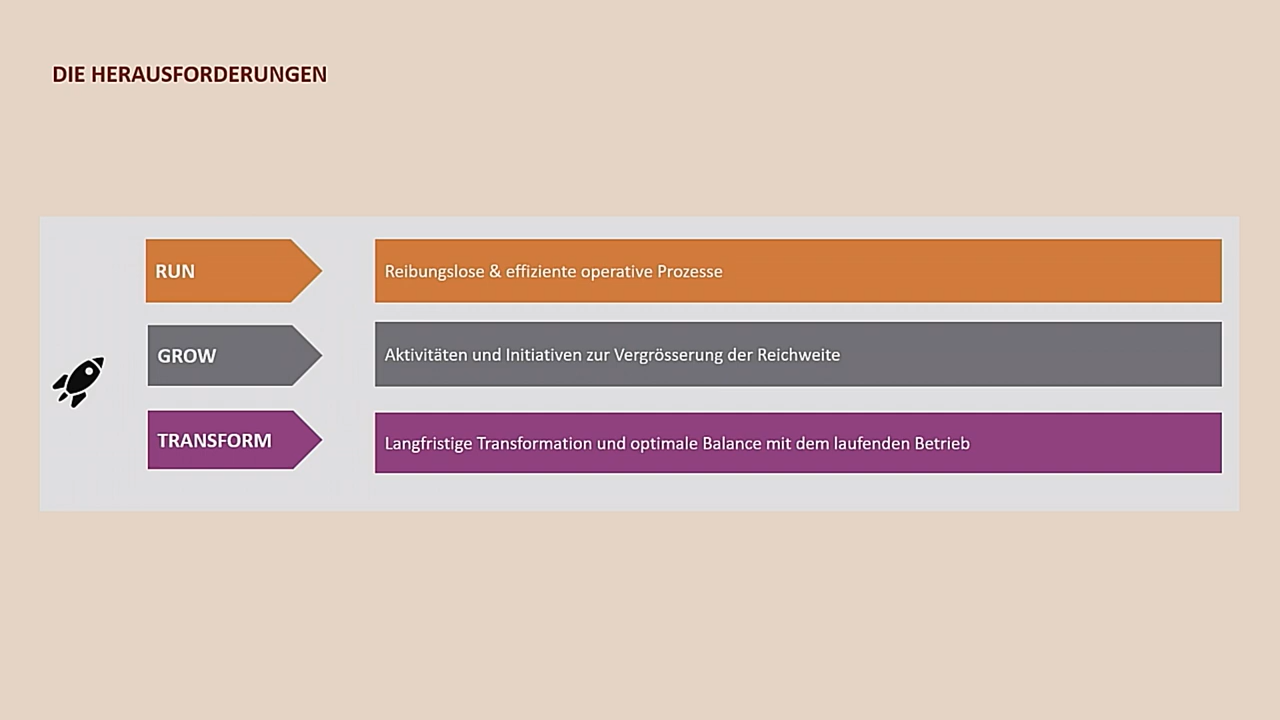 DIE HERAUSFORDERUNGEN
RUN
Reibungslose & effiziente operative Prozesse
GROW
Aktivitäten und Initiativen zur Vergrösserung der Reichweite
TRANSFORM
Langfristige Transformation und optimale Balance mit dem laufenden Betrieb